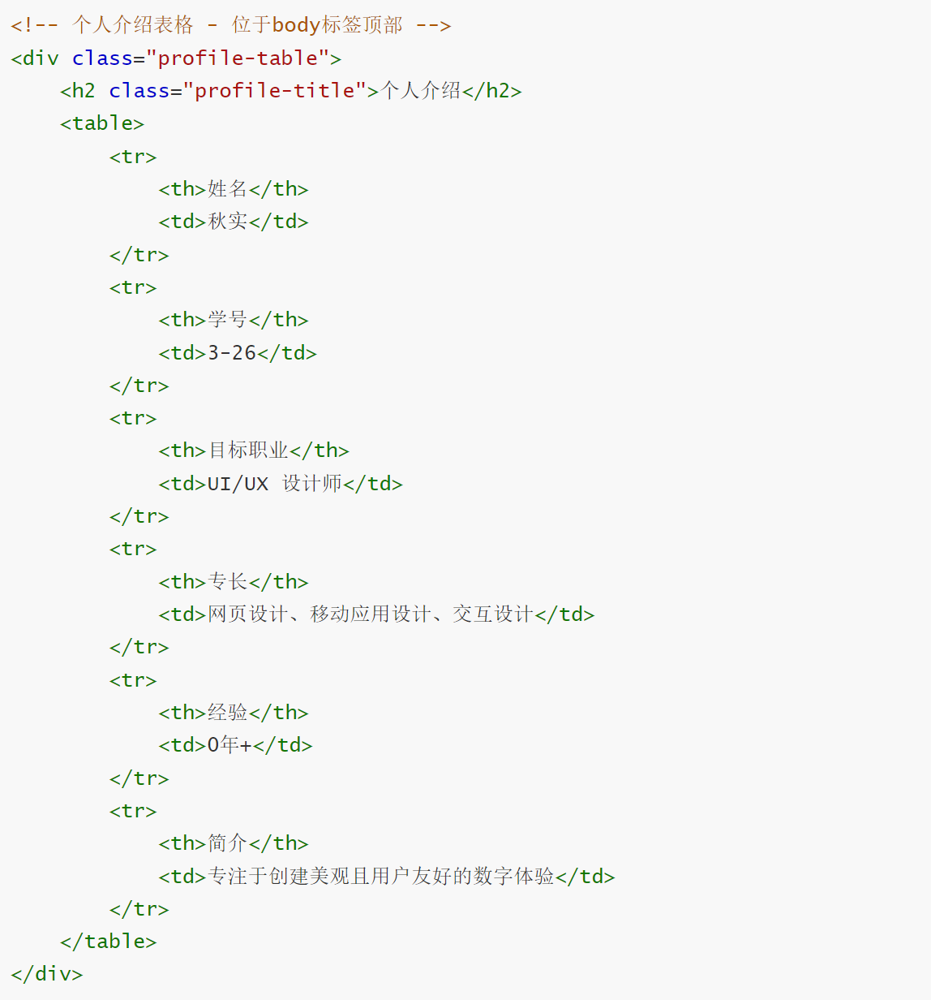 <!-- 个人介绍表格 - 位于body标签顶部 -->
<div class="profile-table">
    <h2 class="profile-title">个人介绍</h2>
    <table>
        <tr>
            <th>姓名</th>
            <td>秋实</td>
        </tr>
        <tr>
            <th>学号</th>
            <td>3-26</td>
        </tr>
        <tr>
            <th>目标职业</th>
            <td>UI/UX 设计师</td>
        </tr>
        <tr>
            <th>专长</th>
            <td>网页设计、移动应用设计、交互设计</td>
        </tr>
        <tr>
            <th>经验</th>
            <td>0年+</td>
        </tr>
        <tr>
            <th>简介</th>
            <td>专注于创建美观且用户友好的数字体验</td>
        </tr>
    </table>
</div>